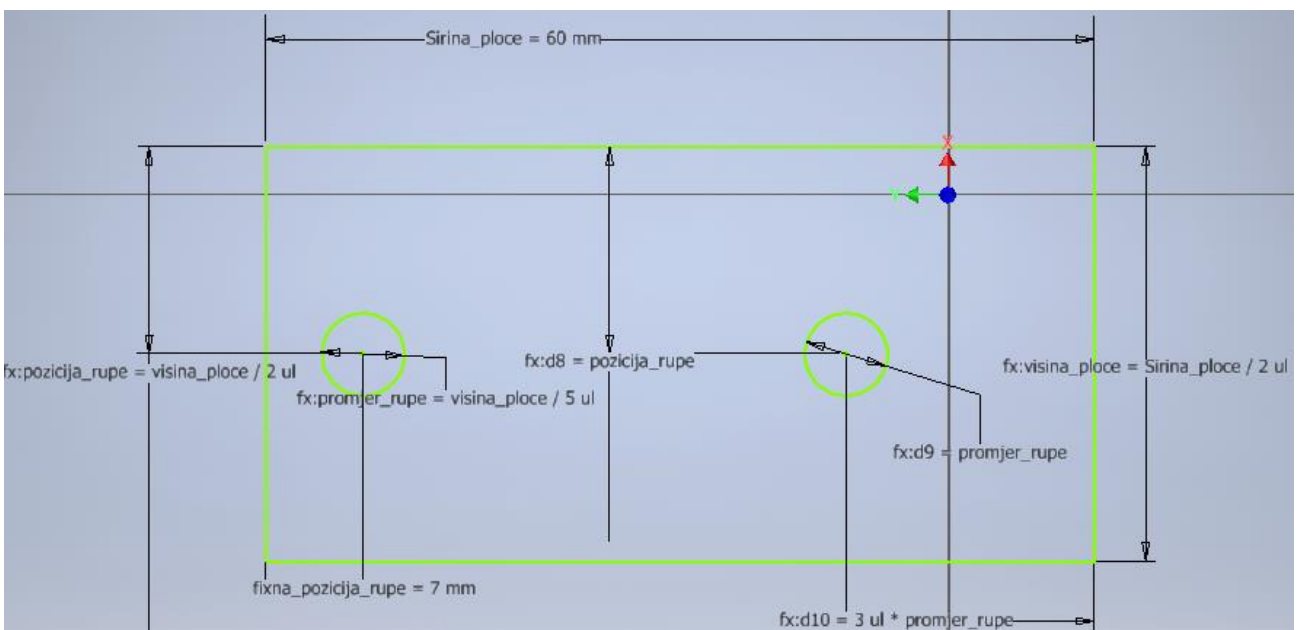 Sirina_ploce = 60 mm
X
Y
fx:pozicija_rupe = visina_ploce / 2 ul
fx:d8 = pozicija_rupe
fx:visina_ploce = Sirina_ploce / 2 ul
fx:promjer_rupe = visina_ploce / 5 ul
fx:d9 = promjer_rupe
fixna_pozicija_rupe = 7 mm
fx:d10 = 3 ul * promjer_rupe